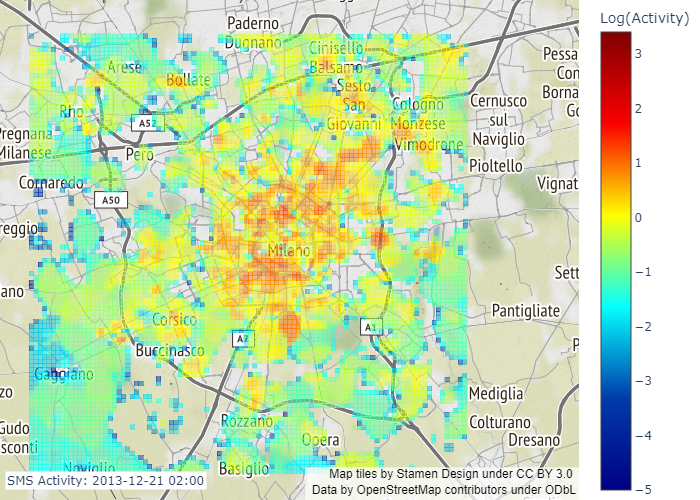 Log(Activity)
Paderno
Dugnano
Cinisello
Balsamo
Arese
Bollate
Sesto
San
Giovanni
Cologno
Monzese
Pessa
Con
Borna
Go
Cernusco
sul
Naviglio
Rho
A52
Pregnana
Milanese
Pero
Vimodrone
Pioltello
Cornaredo
A50
Vignat
reggio
Milano
Sett
ano
Pantigliate
Corsico
A1
A7
Buccinasco
P
Gaggiano
zo
Mediglia
Rozzano
Colturano
Gudo
sconti
Opera
Dresano
Noviglio
Basiglio
SMS Activity: 2013-12-21 02:00
Map tiles by Stamen Design under CC BY 3.0
Data by OpenStreetMap contributors under ODbL
3
2
1
0
−1
−2
−3
−4
−5